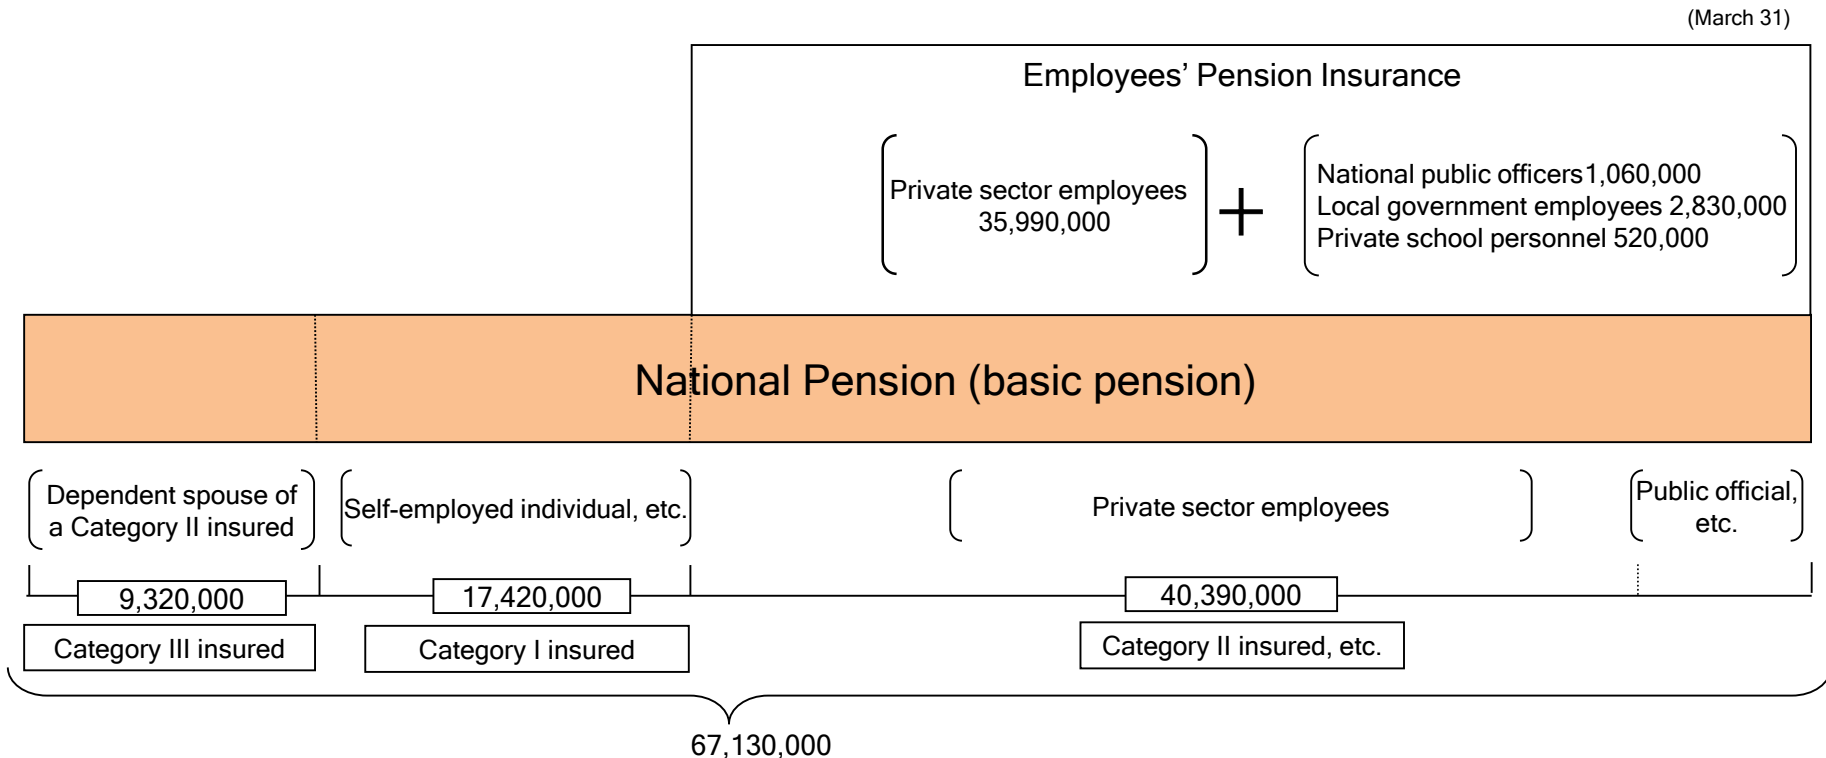 (March 31)
Employees’ Pension Insurance
Private sector employees
35,990,000
+
National public officers1,060,000
Local government employees 2,830,000
Private school personnel 520,000
National Pension (basic pension)
Dependent spouse of
a Category II insured
Self-employed individual, etc.
Private sector employees
Public official,
etc.
9,320,000
17,420,000
40,390,000
Category III insured
Category I insured
Category II insured, etc.
67,130,000